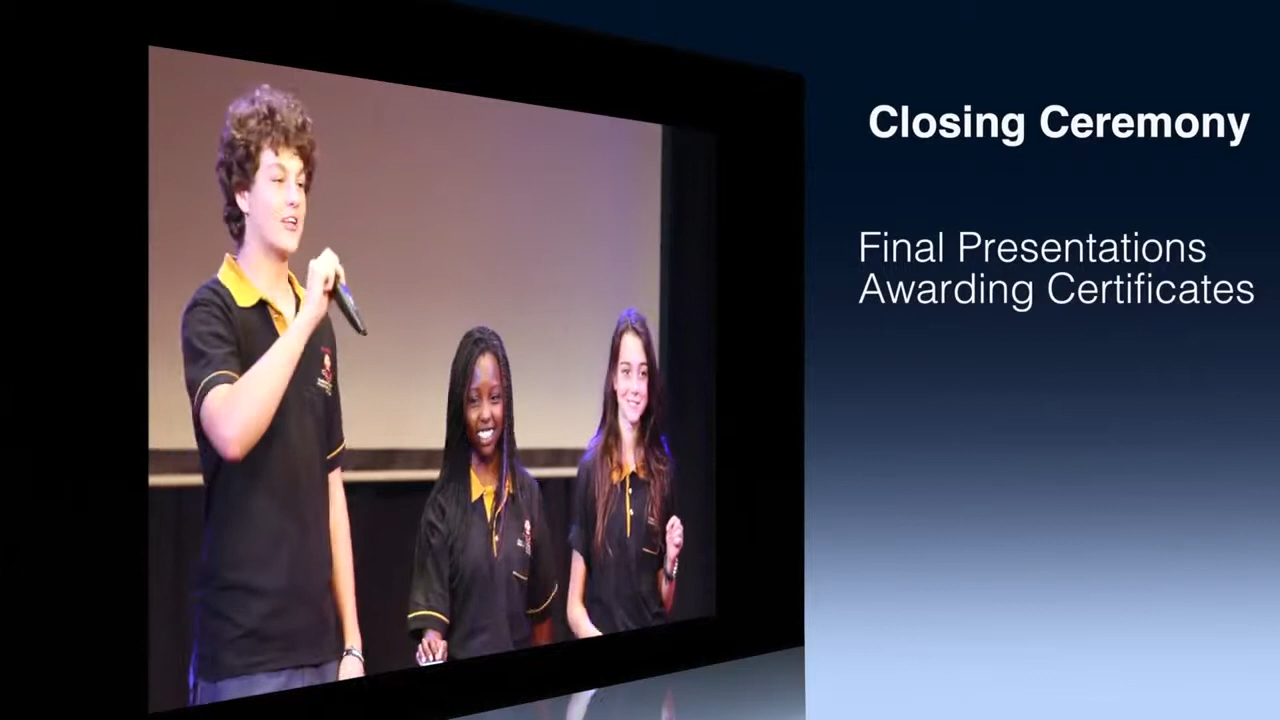 Closing Ceremony
Final Presentations
Awarding Certificates